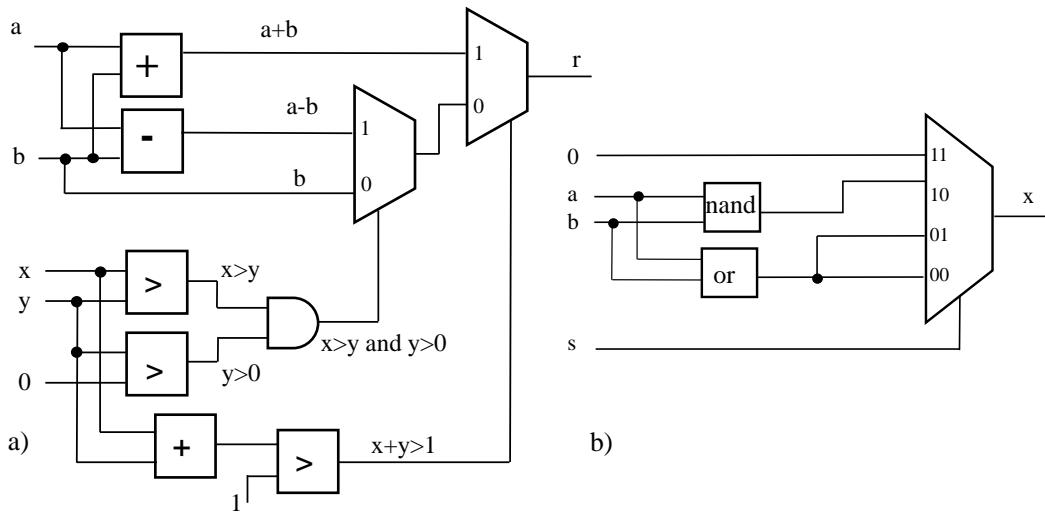 a
+
a+b
1
0
r
-
a-b
1
0
b
b
x
y
>
x>y
>
y>0
0
x>y and y>0
+
>
x+y>1
1
a)
0
a
b
nand
or
11
10
01
00
x
s
b)